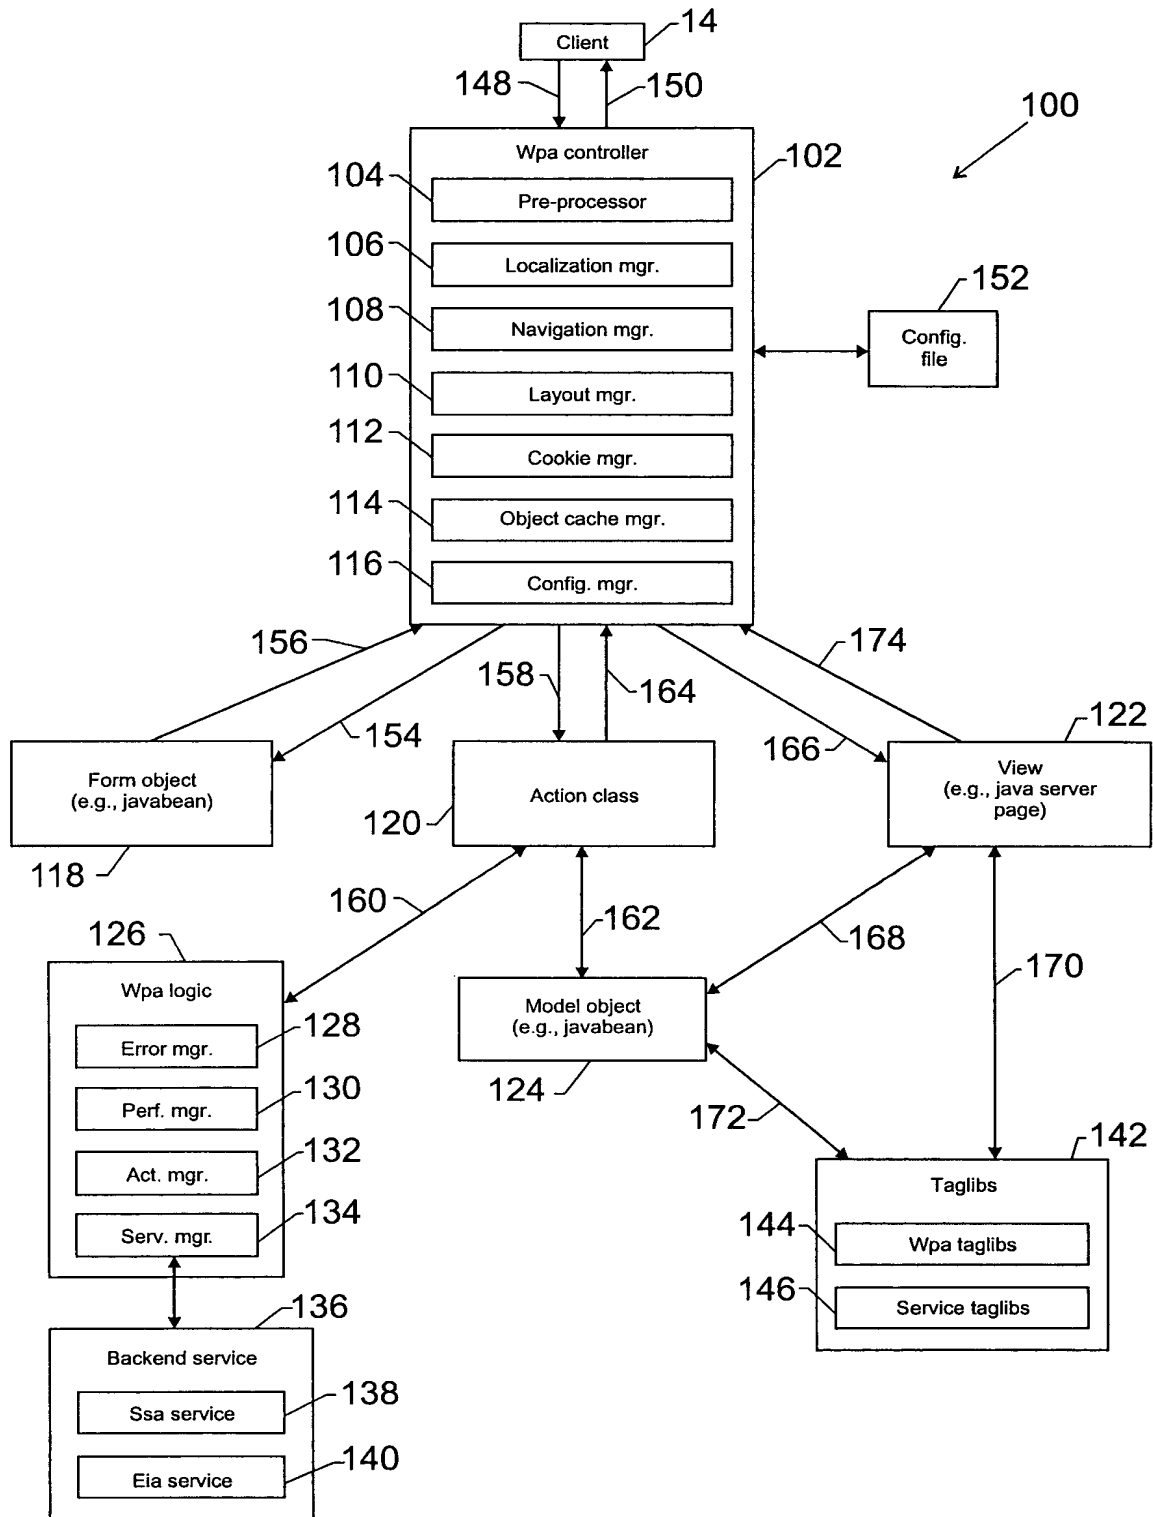 14
Client
148
150
100
Wpa controller
102
104
Pre-processor
106
Localization mgr.
152
108
Navigation mgr.
Config.
file
110
Layout mgr.
112
Cookie mgr.
114
Object cache mgr.
116
Config. mgr.
156
174
158
164
154
166
122
Form object
(e.g., javabean)
118
Action class
120
View
(e.g., java server
page)
160
162
168
126
170
Wpa logic
Model object
(e.g., javabean)
124
128
Error mgr.
130
Perf. mgr.
172
132
Act. mgr.
142
Taglibs
134
Serv. mgr.
144
Wpa taglibs
146
Service taglibs
136
Backend service
138
Ssa service
140
Eia service